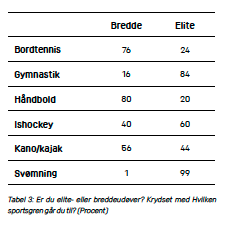 Bredde Elite
Bordtennis 76 24
Gymnastik 16 84
Håndbold 80 20
Ishockey 40 60
Kano/kajak 56 44
Svømning 1 99
Tabel 3: Er du elite- eller breddeudøver? Krydset med Hvilken
sportsgren går du til? (Procent)